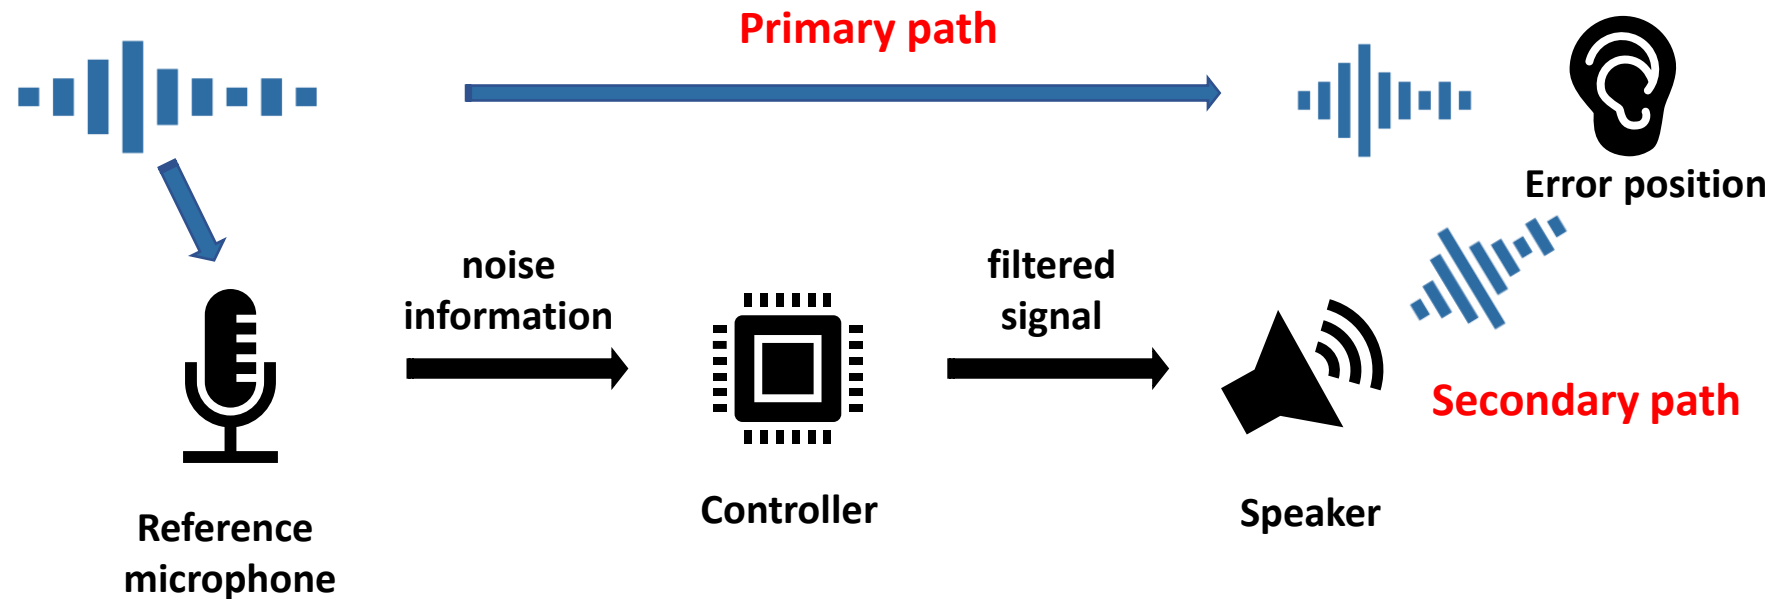 Primary path
Error position
noise
information
filtered
signal
Secondary path
Reference
microphone
Controller
Speaker